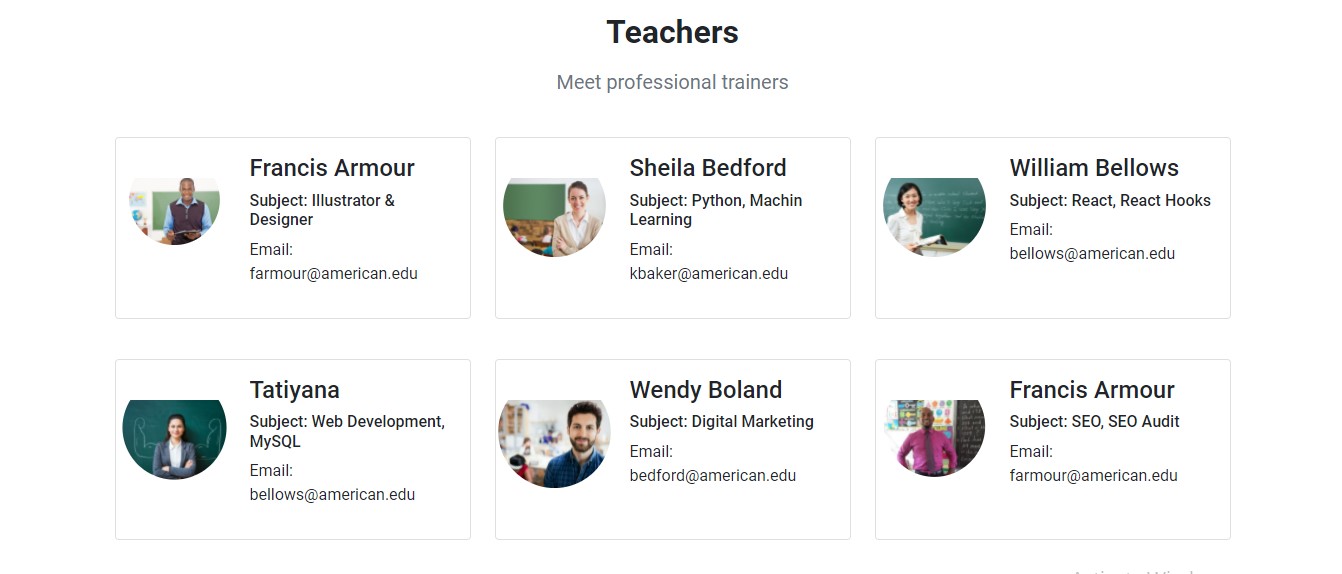 Teachers
Meet professional trainers
Francis Armour
Subject: Illustrator &
Designer
Email:
farmour@american.edu
Sheila Bedford
Subject: Python, Machin
Learning
Email:
kbaker@american.edu
William Bellows
Subject: React, React Hooks
Email:
bellows@american.edu
Tatiyana
Subject: Web Development,
MySQL
Email:
bellows@american.edu
Wendy Boland
Subject: Digital Marketing
Email:
bedford@american.edu
Francis Armour
Subject: SEO, SEO Audit
Email:
farmour@american.edu